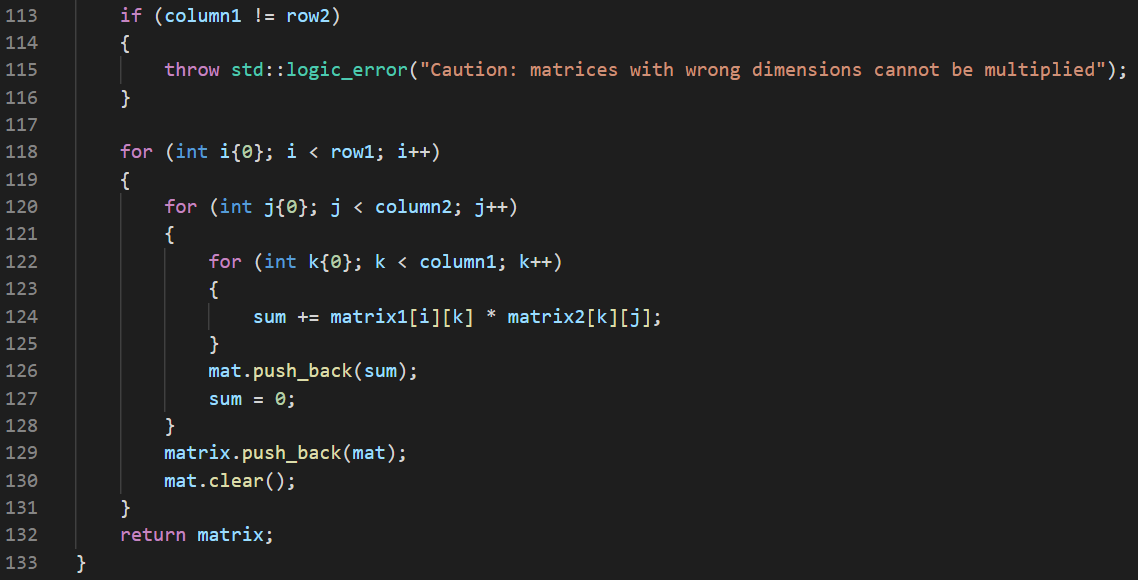 113 if (column1 != row2)
114 {
115 throw std::logic_error("Caution: matrices with wrong dimensions cannot be multiplied");
116 }
117
118 for (int i{0}; i < row1; i++)
119 {
120 for (int j{0}; j < column2; j++)
121 {
122 for (int k{0}; k < column1; k++)
123 {
124 sum += matrix1[i][k] * matrix2[k][j];
125 }
126 mat.push_back(sum);
127 sum = 0;
128 }
129 matrix.push_back(mat);
130 mat.clear();
131 }
132 return matrix;
133 }